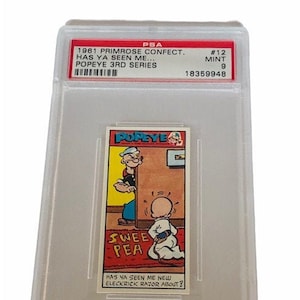 PSA
1961 PRIMROSE CONFECT. #12
HAS YA SEEN ME... MINT
POPEYE 3RD SERIES 9
18359948
POPEYE
SWEE
PEA
HAS YA SEEN ME NEW
ELECKRICK RAZOR ABOUT?